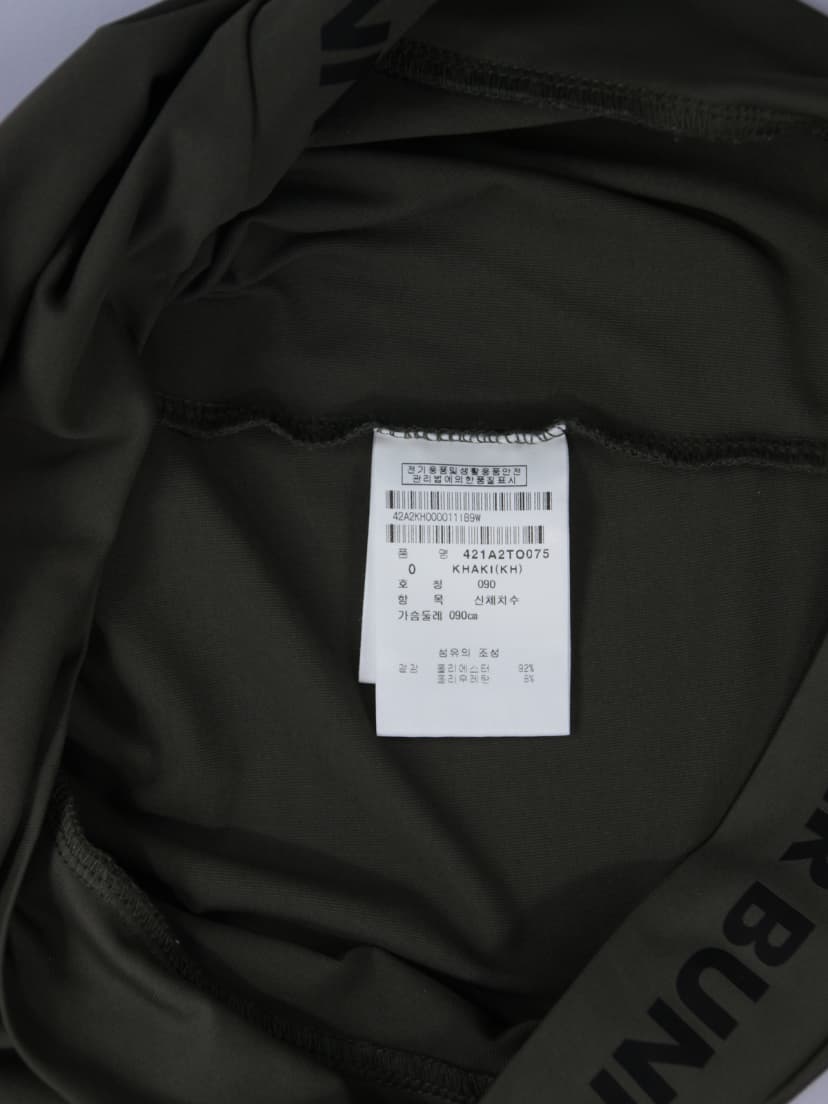 전기용품및생활용품안전
관리법에의한품질표시
42A2KH000011189W
품 명 421A2TO075
0 KHAKI(KH)
호 칭 090
항 목 신체치수
가슴둘레 090cm
섬유의 조성
겉감 폴리에스터 92%
폴리우레탄 8%
BUN